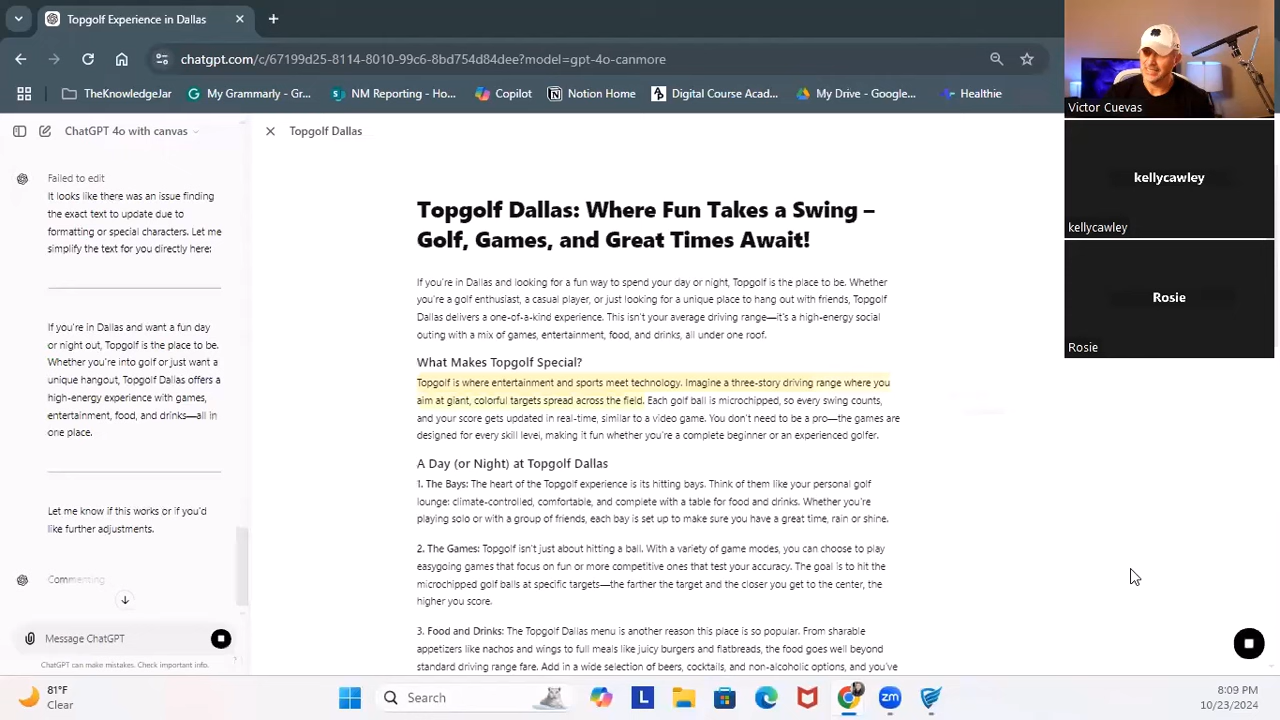 Topgolf Experience in Dallas
chatgpt.com/c/67199d25-8114-8010-99c6-8bd754d84dee?model=gpt-4o-canmore
TheKnowledgeJar
My Grammarly - Gr...
NM Reporting - Ho...
Copilot
Notion Home
Digital Course Acad...
My Drive - Google...
Healthie
ChatGPT 4o with canvas
Topgolf Dallas
Failed to edit
It looks like there was an issue finding
the exact text to update due to
formatting or special characters. Let me
simplify the text for you directly here:
If you're in Dallas and want a fun day
or night out, Topgolf is the place to be.
Whether you're into golf or just want a
unique hangout, Topgolf Dallas offers a
high-energy experience with games,
entertainment, food, and drinks—all in
one place.
Let me know if this works or if you'd
like further adjustments.
Commenting
Message ChatGPT
ChatGPT can make mistakes. Check important info.
Topgolf Dallas: Where Fun Takes a Swing –
Golf, Games, and Great Times Await!
If you're in Dallas and looking for a fun way to spend your day or night, Topgolf is the place to be. Whether
you're a golf enthusiast, a casual player, or just looking for a unique place to hang out with friends, Topgolf
Dallas delivers a one-of-a-kind experience. This isn't your average driving range—it's a high-energy social
outing with a mix of games, entertainment, food, and drinks, all under one roof.
What Makes Topgolf Special?
Topgolf is where entertainment and sports meet technology. Imagine a three-story driving range where you
aim at giant, colorful targets spread across the field. Each golf ball is microchipped, so every swing counts,
and your score gets updated in real-time, similar to a video game. You don't need to be a pro—the games are
designed for every skill level, making it fun whether you're a complete beginner or an experienced golfer.
A Day (or Night) at Topgolf Dallas
1. The Bays: The heart of the Topgolf experience is its hitting bays. Think of them like your personal golf
lounge: climate-controlled, comfortable, and complete with a table for food and drinks. Whether you're
playing solo or with a group of friends, each bay is set up to make sure you have a great time, rain or shine.
2. The Games: Topgolf isn't just about hitting a ball. With a variety of game modes, you can choose to play
easygoing games that focus on fun or more competitive ones that test your accuracy. The goal is to hit the
microchipped golf balls at specific targets—the farther the target and the closer you get to the center, the
higher you score.
3. Food and Drinks: The Topgolf Dallas menu is another reason this place is so popular. From sharable
appetizers like nachos and wings to full meals like juicy burgers and flatbreads, the food goes well beyond
standard driving range fare. Add in a wide selection of beers, cocktails, and non-alcoholic options, and you've
Victor Cuevas
kellycawley
kellycawley
Rosie
Rosie
81°F
Clear
Search
8:09 PM
10/23/2024